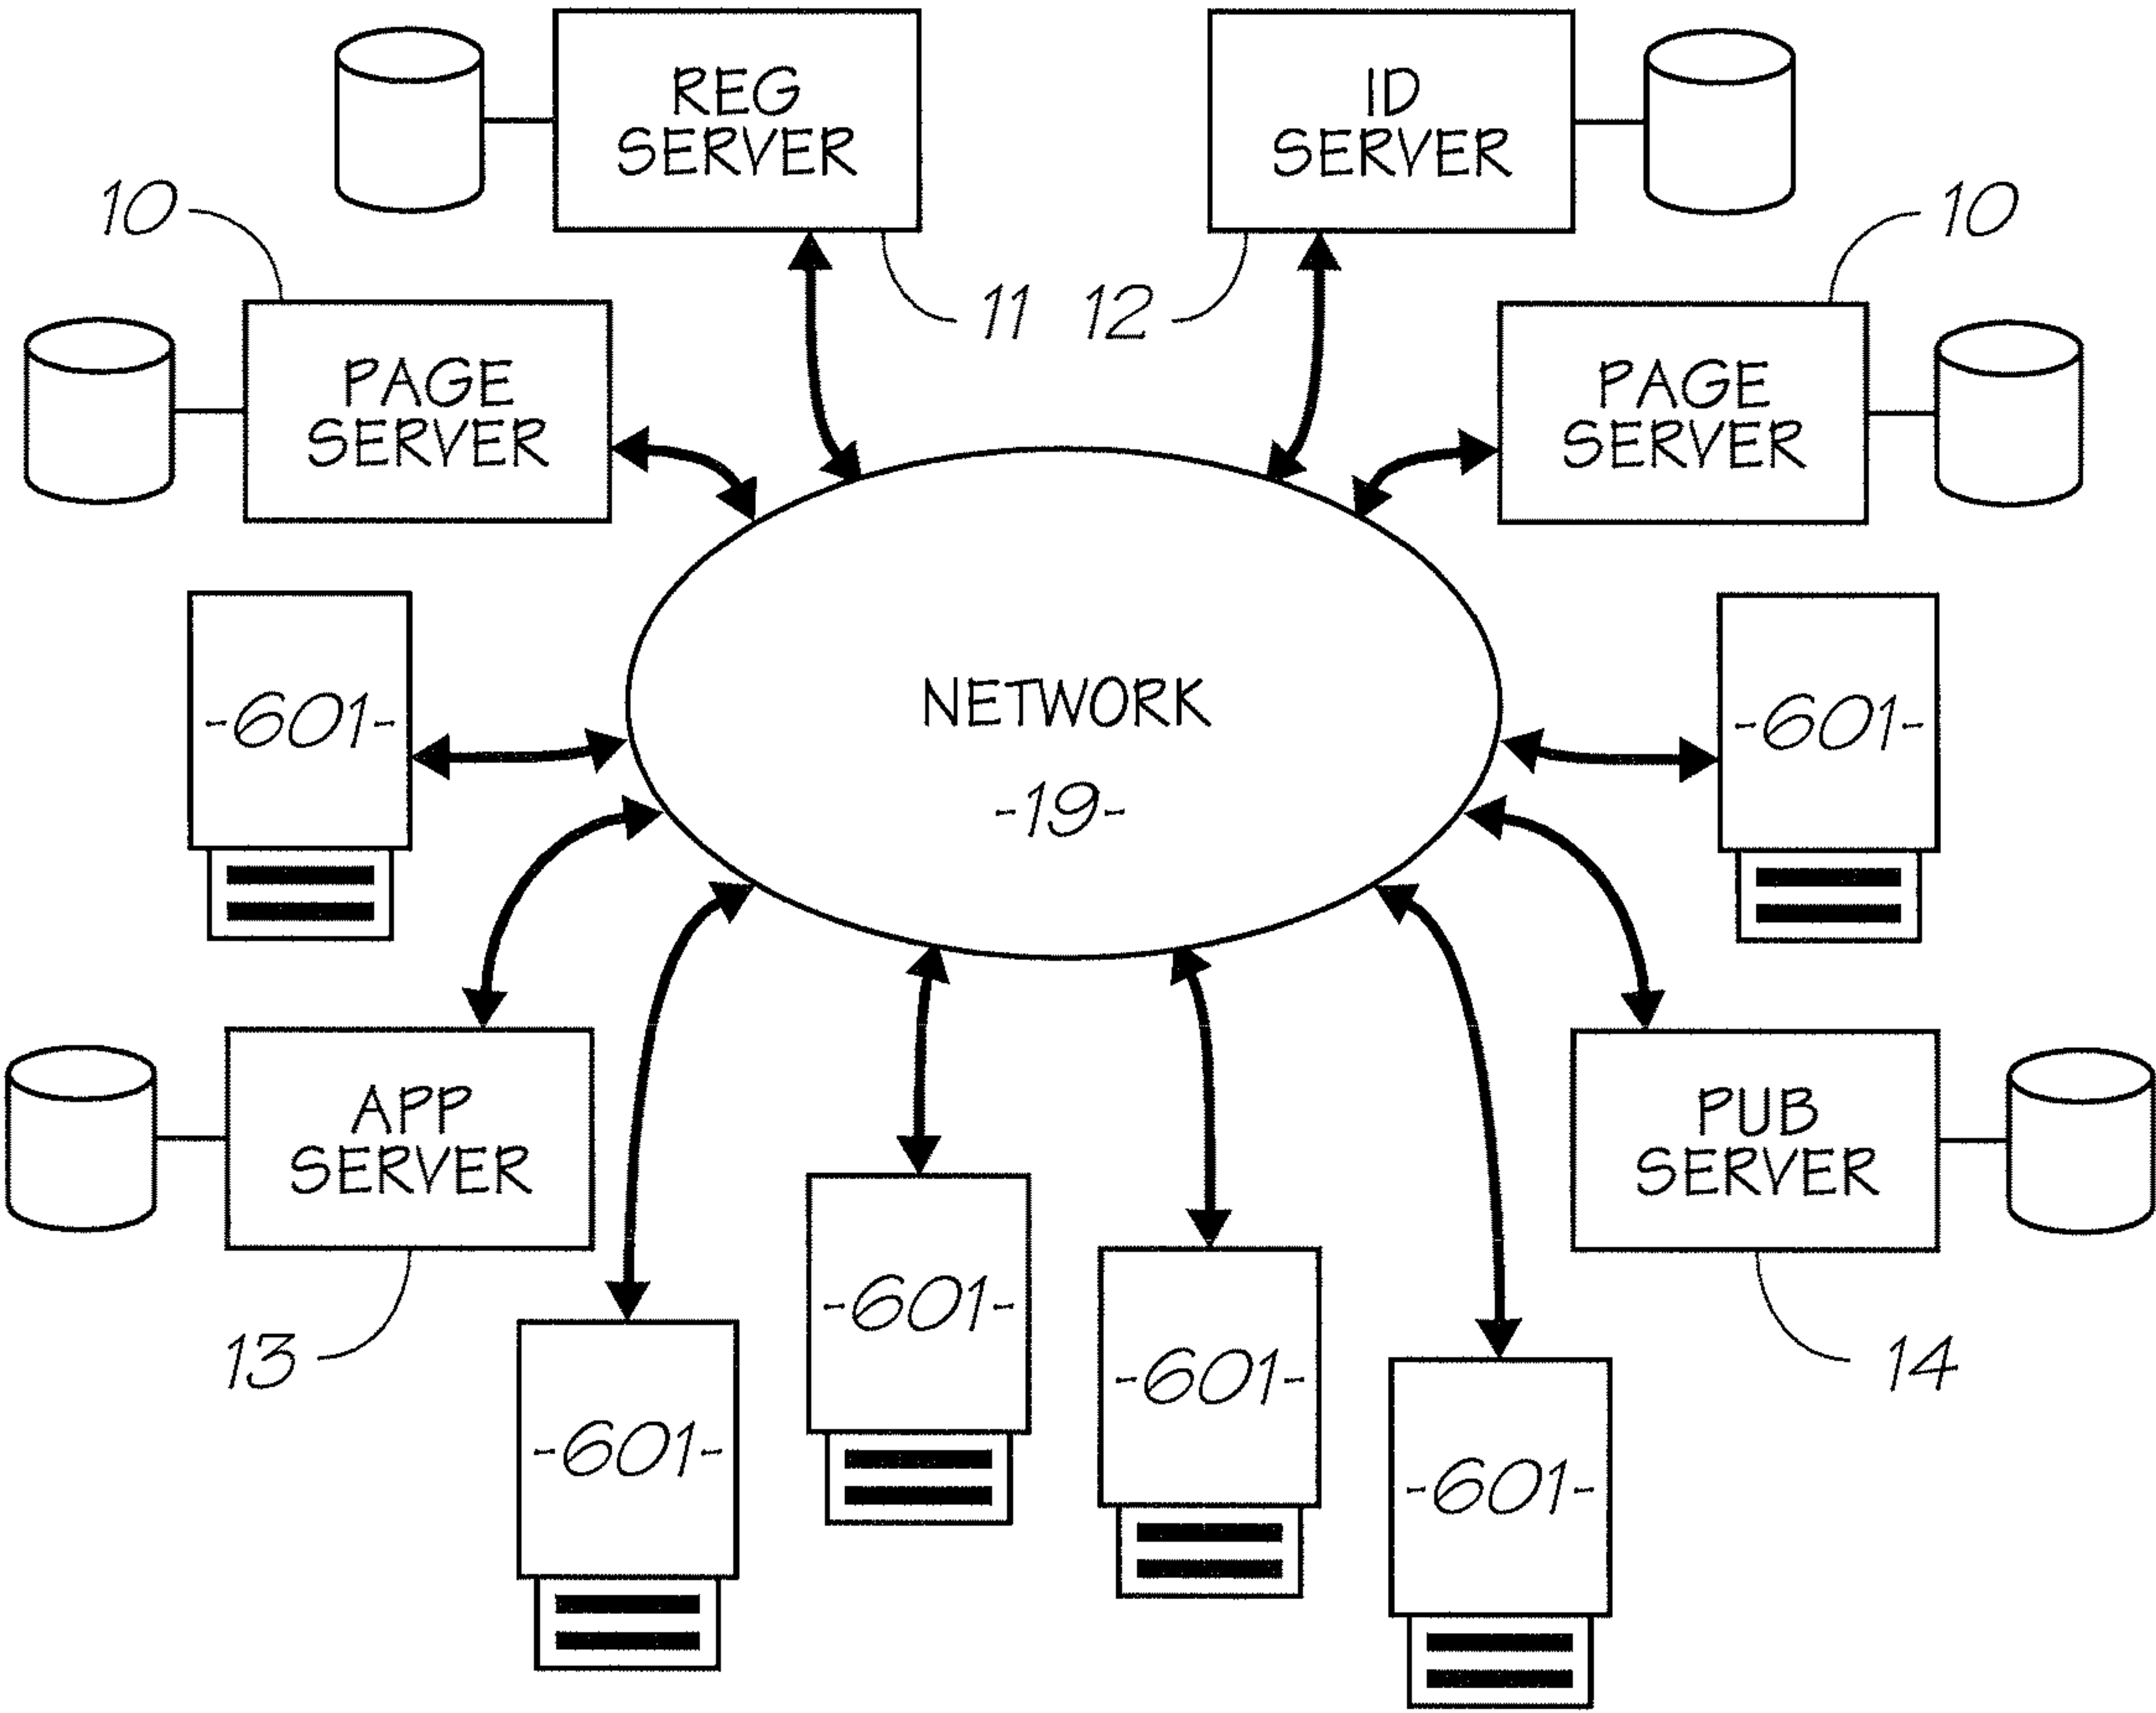 REG
SERVER
ID
SERVER
10
10
11
12
PAGE
SERVER
PAGE
SERVER
-601-
NETWORK
-19-
-601-
APP
SERVER
PUB
SERVER
13
-601-
-601-
-601-
-601-
14